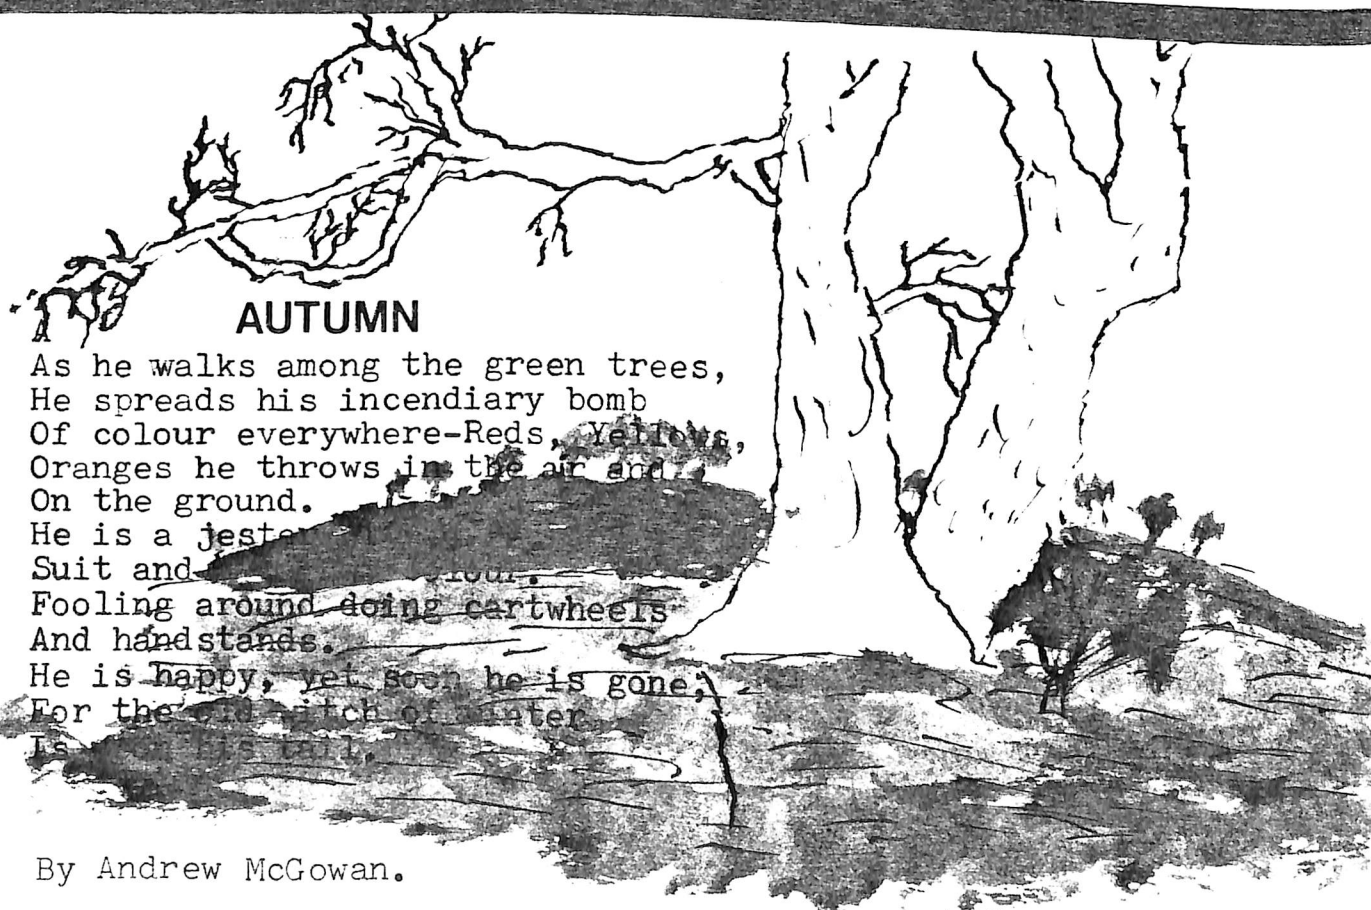 AUTUMN
As he walks among the green trees,
He spreads his incendiary bomb
Of colour everywhere-Reds, Yellows,
Oranges he throws in the air and
On the ground.
He is a jester
Suit and colour.
Fooling around doing cartwheels
And handstands.
He is happy, yet soon he is gone,
For the old witch of winter
Is his tail.
By Andrew McGowan.